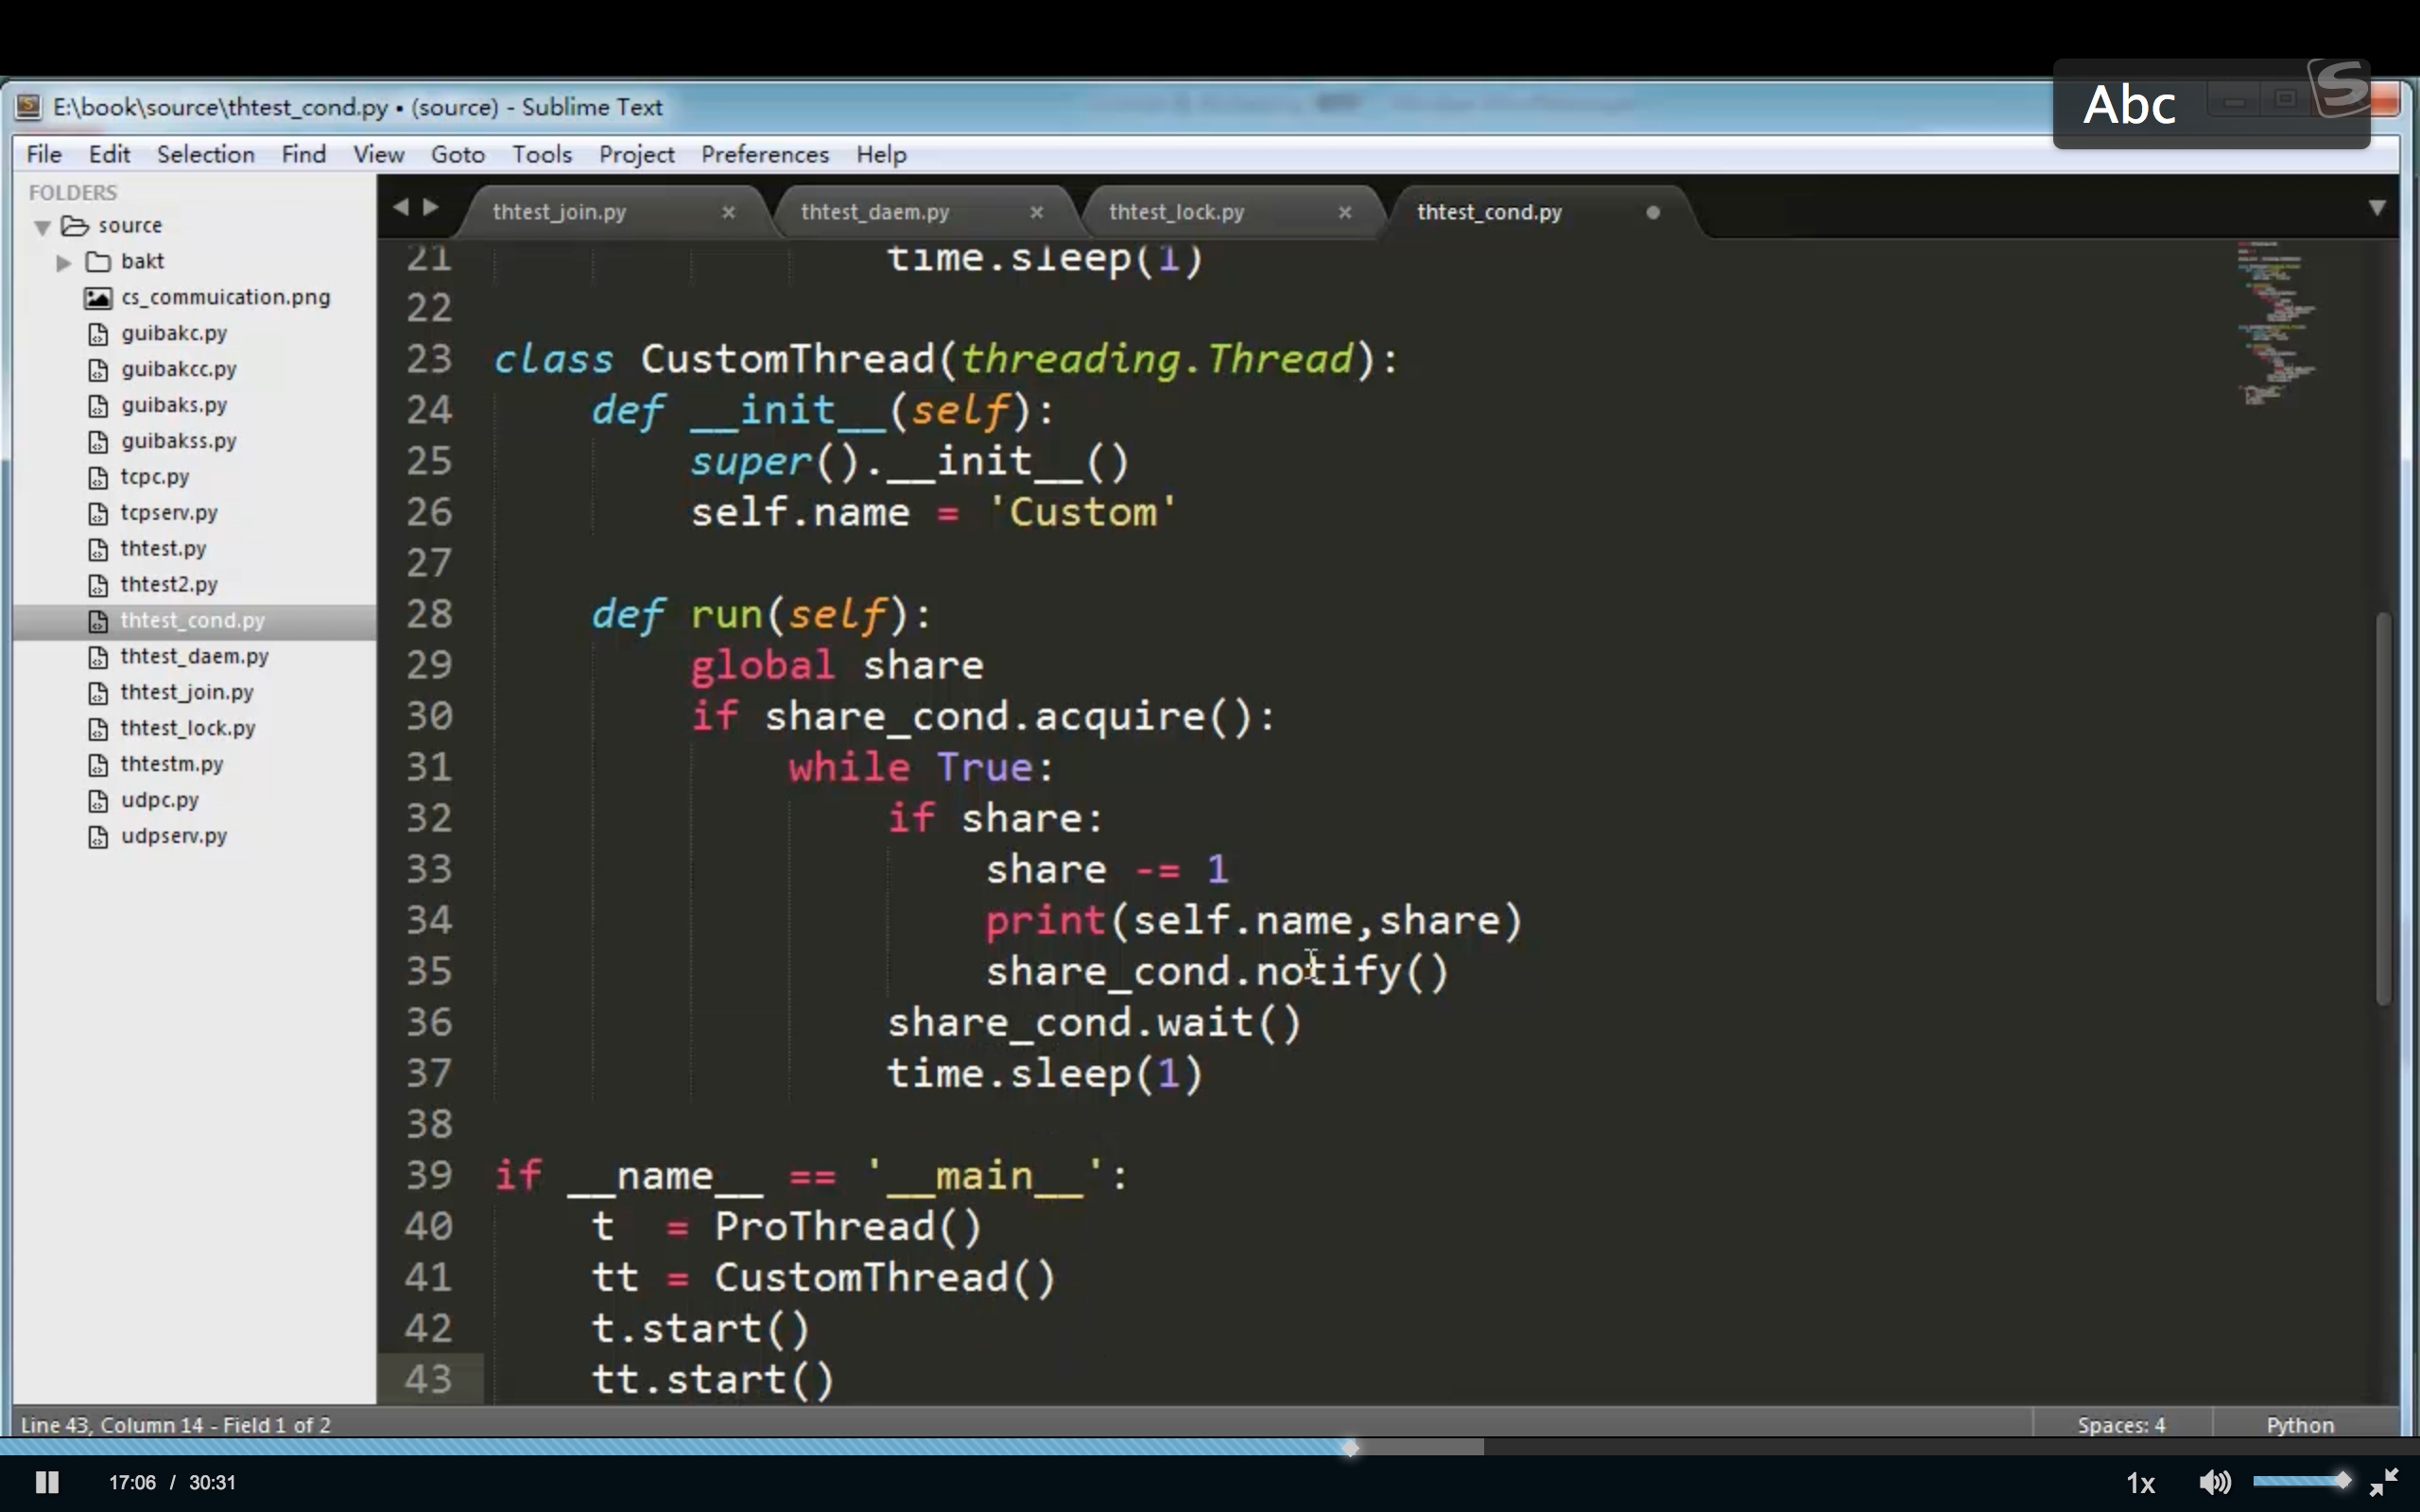 Abc
E:\book\source\thtest_cond.py • (source) - Sublime Text
File Edit Selection Find View Goto Tools Project Preferences Help
FOLDERS
source
bakt
cs_commuication.png
guibakc.py
guibakcc.py
guibaks.py
guibakss.py
tcpc.py
tcpserv.py
thtest.py
thtest2.py
thtest_cond.py
thtest_daem.py
thtest_join.py
thtest_lock.py
thtestm.py
udpc.py
udpserv.py
thtest_join.py × thtest_daem.py × thtest_lock.py × thtest_cond.py
21                 time.sleep(1)
22
23 class CustomThread(threading.Thread):
24     def __init__(self):
25         super().__init__()
26         self.name = 'Custom'
27
28     def run(self):
29         global share
30         if share_cond.acquire():
31             while True:
32                 if share:
33                     share -= 1
34                     print(self.name,share)
35                     share_cond.notify()
36                 share_cond.wait()
37                 time.sleep(1)
38
39 if __name__ == '__main__':
40     t  = ProThread()
41     tt = CustomThread()
42     t.start()
43     tt.start()
Line 43, Column 14 - Field 1 of 2 Spaces: 4 Python
17:06 / 30:31 1x